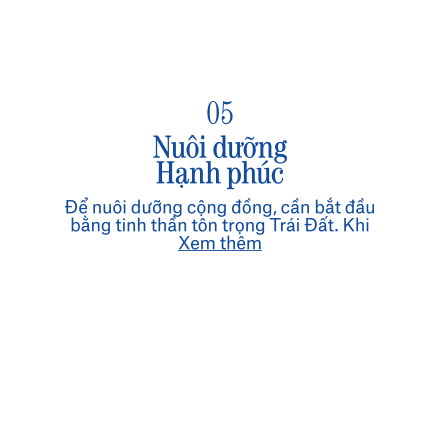 05
Nuôi dưỡng
Hạnh phúc
Để nuôi dưỡng cộng đồng, cần bắt đầu
bằng tinh thần tôn trọng Trái Đất. Khi
Xem thêm